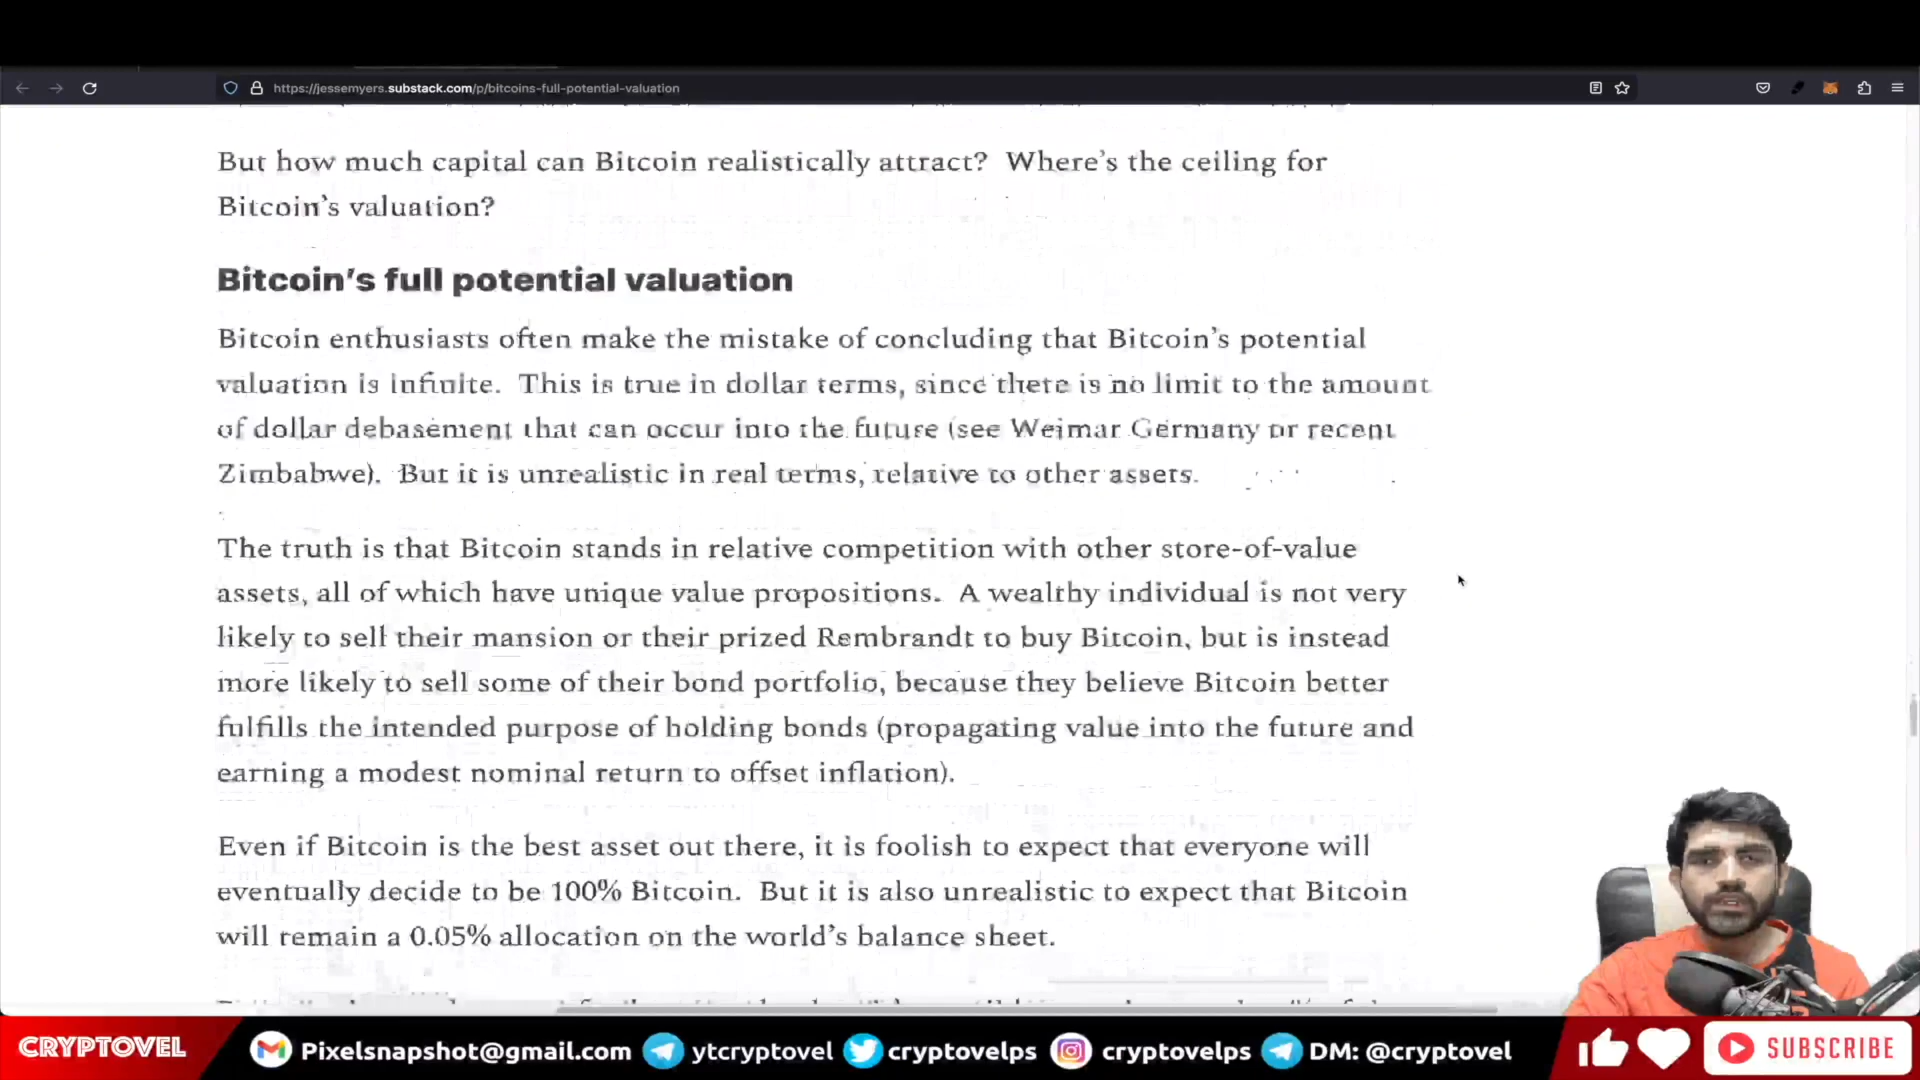 https://jessemyers.substack.com/p/bitcoins-full-potential-valuation
But how much capital can Bitcoin realistically attract?  Where's the ceiling for
Bitcoin's valuation?
Bitcoin's full potential valuation
Bitcoin enthusiasts often make the mistake of concluding that Bitcoin's potential
valuation is infinite.  This is true in dollar terms, since there is no limit to the amount
of dollar debasement that can occur into the future (see Weimar Germany or recent
Zimbabwe).  But it is unrealistic in real terms, relative to other assets.
The truth is that Bitcoin stands in relative competition with other store-of-value
assets, all of which have unique value propositions.  A wealthy individual is not very
likely to sell their mansion or their prized Rembrandt to buy Bitcoin, but is instead
more likely to sell some of their bond portfolio, because they believe Bitcoin better
fulfills the intended purpose of holding bonds (propagating value into the future and
earning a modest nominal return to offset inflation).
Even if Bitcoin is the best asset out there, it is foolish to expect that everyone will
eventually decide to be 100% Bitcoin.  But it is also unrealistic to expect that Bitcoin
will remain a 0.05% allocation on the world's balance sheet.
CRYPTOVEL
Pixelsnapshot@gmail.com
ytcryptovel
cryptovelps
cryptovelps
DM: @cryptovel
SUBSCRIBE